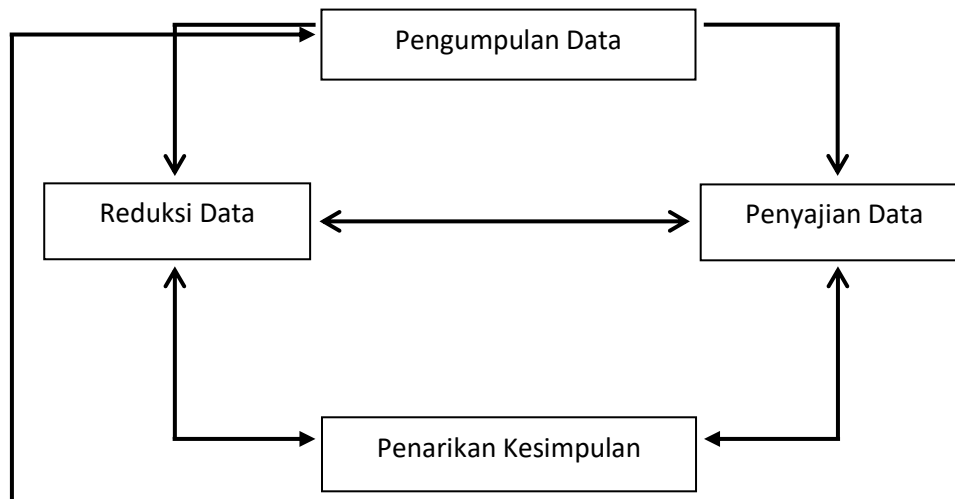 Pengumpulan Data
Reduksi Data
Penyajian Data
Penarikan Kesimpulan